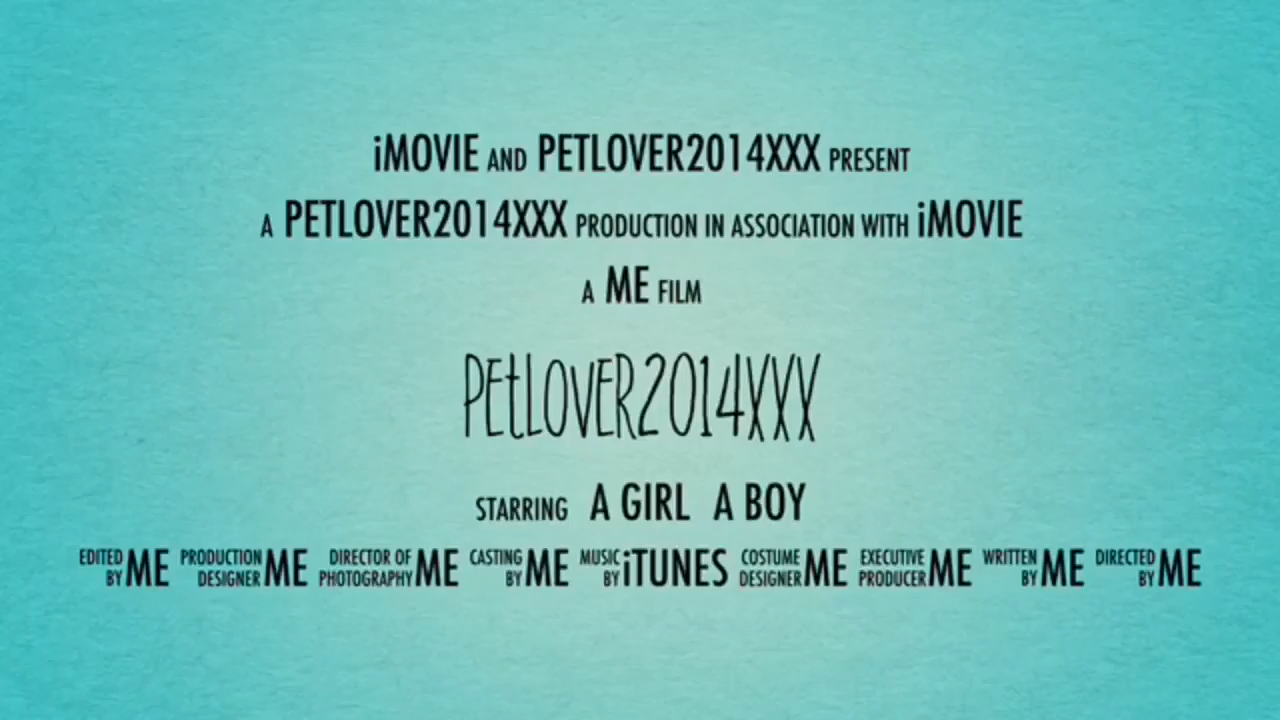 iMOVIE AND PETLOVER2014XXX PRESENT
A PETLOVER2014XXX PRODUCTION IN ASSOCIATION WITH iMOVIE
A ME FILM
PEtLOVER2014XXX
STARRING A GIRL A BOY
EDITED BY ME PRODUCTION DESIGNER ME DIRECTOR OF PHOTOGRAPHY ME CASTING BY ME MUSIC BY iTUNES COSTUME DESIGNER ME EXECUTIVE PRODUCER ME WRITTEN BY ME DIRECTED BY ME